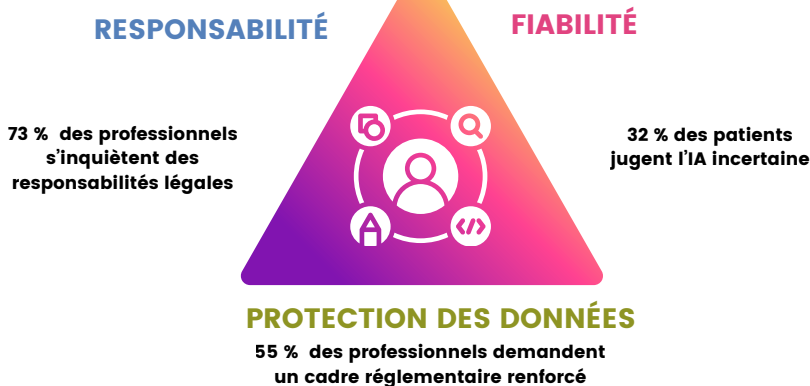 RESPONSABILITÉ
73 % des professionnels
s'inquiètent des
responsabilités légales
FIABILITÉ
32 % des patients
jugent l'IA incertaine
PROTECTION DES DONNÉES
55 % des professionnels demandent
un cadre réglementaire renforcé